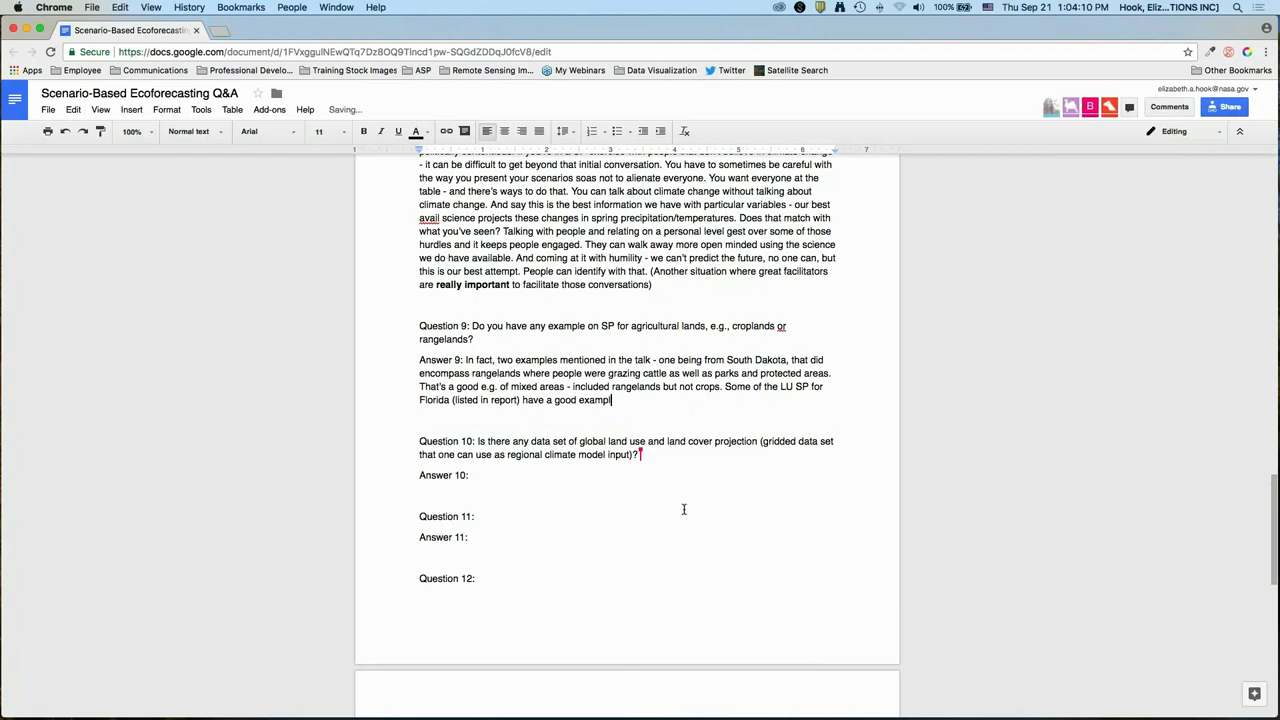 Chrome File Edit View History Bookmarks People Window Help 100% Thu Sep 21 1:04:10 PM Hook, Eliz...TIONS INC]
Scenario-Based Ecoforecasting
Secure https://docs.google.com/document/d/1FVxggulNEwQTq7Dz8OQ9Tlncd1pw-SQGdZDDqJ0fcV8/edit
Apps Employee Communications Professional Develo... Training Stock Images ASP Remote Sensing Ima... My Webinars Data Visualization Twitter Satellite Search Other Bookmarks
Scenario-Based Ecoforecasting Q&A
elizabeth.a.hook@nasa.gov
File Edit View Insert Format Tools Table Add-ons Help Saving...
B
Comments
Share
100% Normal text Arial 11 B I U A Editing
1 1 2 3 4 5 6 7
- it can be difficult to get beyond that initial conversation. You have to sometimes be careful with
the way you present your scenarios soas not to alienate everyone. You want everyone at the
table - and there's ways to do that. You can talk about climate change without talking about
climate change. And say this is the best information we have with particular variables - our best
avail science projects these changes in spring precipitation/temperatures. Does that match with
what you've seen? Talking with people and relating on a personal level gest over some of those
hurdles and it keeps people engaged. They can walk away more open minded using the science
we do have available. And coming at it with humility - we can't predict the future, no one can, but
this is our best attempt. People can identify with that. (Another situation where great facilitators
are really important to facilitate those conversations)
Question 9: Do you have any example on SP for agricultural lands, e.g., croplands or
rangelands?
Answer 9: In fact, two examples mentioned in the talk - one being from South Dakota, that did
encompass rangelands where people were grazing cattle as well as parks and protected areas.
That's a good e.g. of mixed areas - included rangelands but not crops. Some of the LU SP for
Florida (listed in report) have a good exampl
Question 10: Is there any data set of global land use and land cover projection (gridded data set
that one can use as regional climate model input)?
Answer 10:
Question 11:
Answer 11:
Question 12: